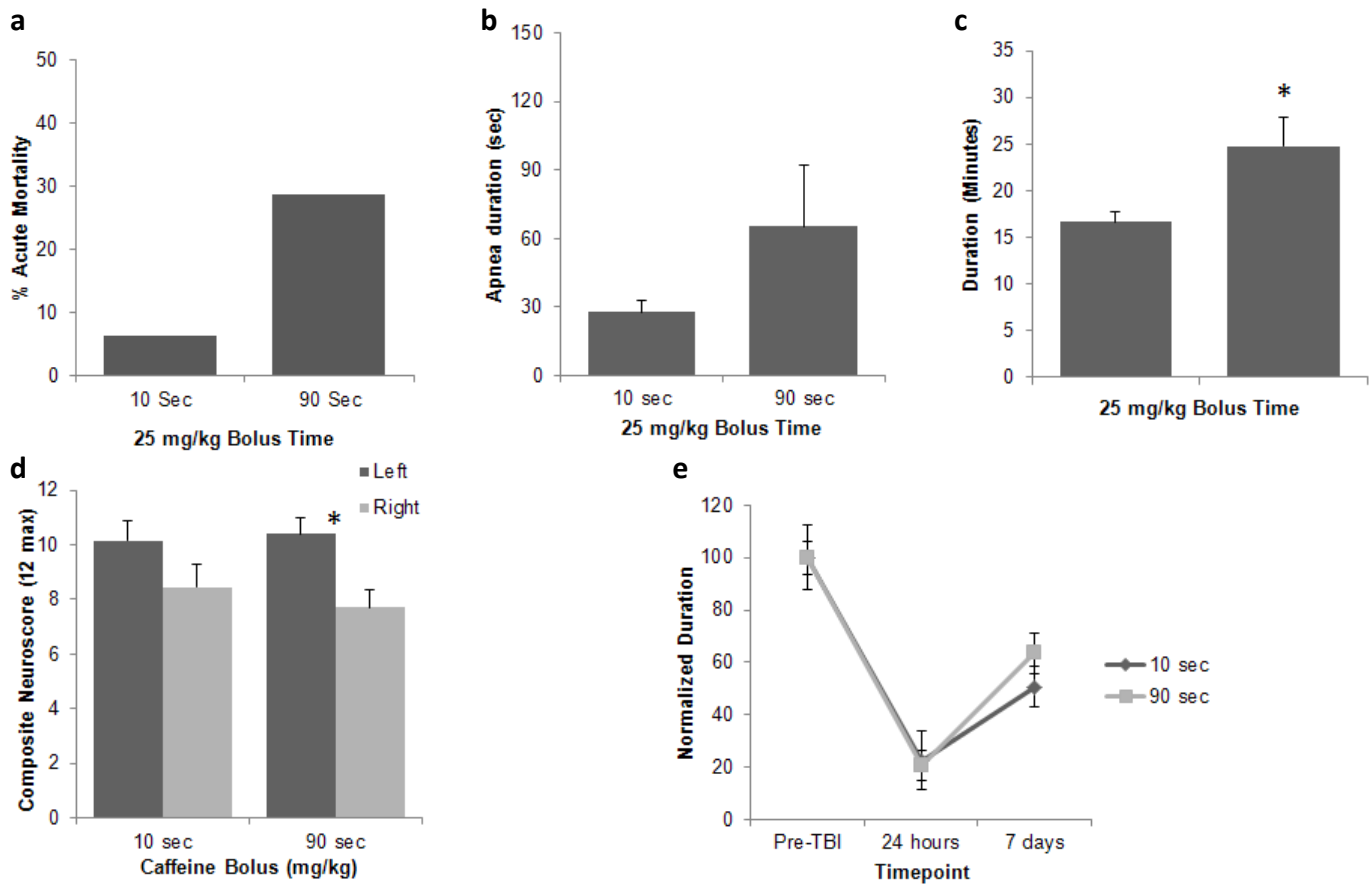 a
% Acute Mortality
50
40
30
20
10
0
10 Sec 90 Sec
25 mg/kg Bolus Time
b
Apnea duration (sec)
150
120
90
60
30
0
10 sec 90 sec
25 mg/kg Bolus Time
c
Duration (Minutes)
35
30
25
20
15
10
5
0
*
25 mg/kg Bolus Time
d
Composite Neuroscore (12 max)
12
10
8
6
4
2
0
Left
Right
*
10 sec 90 sec
Caffeine Bolus (mg/kg)
e
Normalized Duration
120
100
80
60
40
20
0
Pre-TBI 24 hours 7 days
Timepoint
10 sec
90 sec